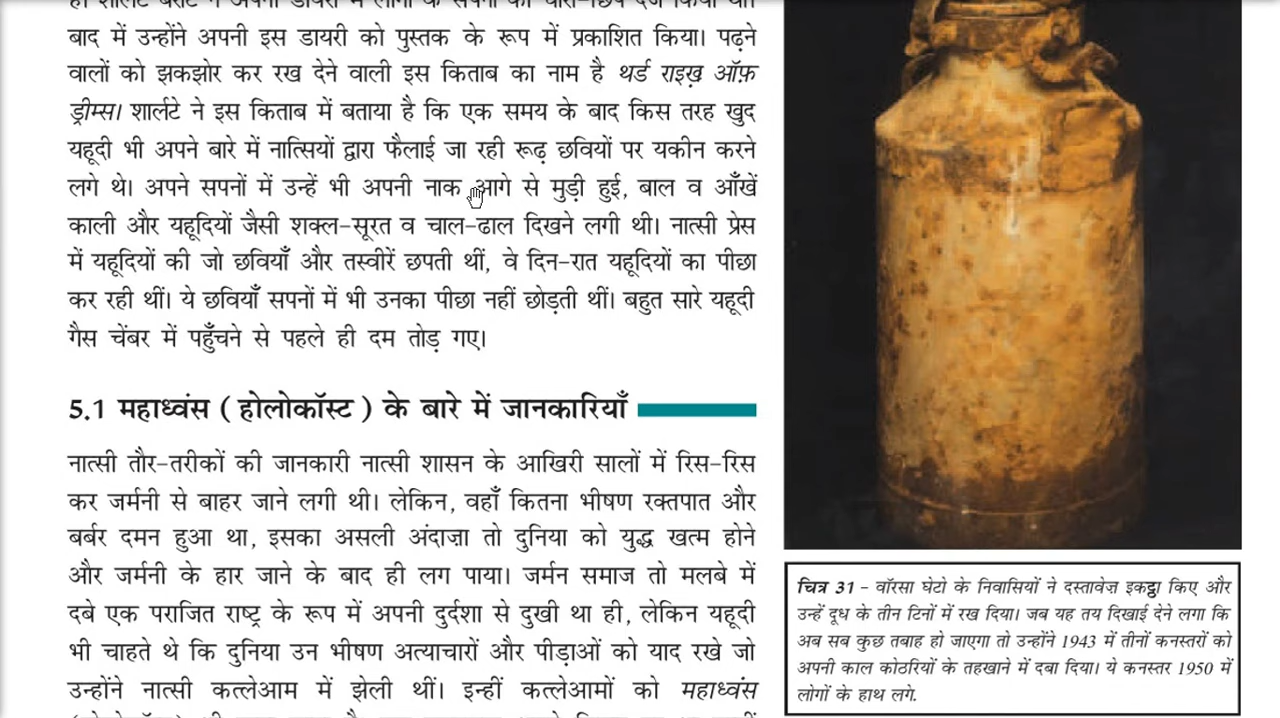 बाद में उन्होंने अपनी इस डायरी को पुस्तक के रूप में प्रकाशित किया। पढ़ने
वालों को झकझोर कर रख देने वाली इस किताब का नाम है थर्ड राइख़ ऑफ़
ड्रीम्स। शार्लटे ने इस किताब में बताया है कि एक समय के बाद किस तरह खुद
यहूदी भी अपने बारे में नात्सियों द्वारा फैलाई जा रही रूढ़ छवियों पर यकीन करने
लगे थे। अपने सपनों में उन्हें भी अपनी नाक आगे से मुड़ी हुई, बाल व आँखें
काली और यहूदियों जैसी शक्ल-सूरत व चाल-ढाल दिखने लगी थी। नात्सी प्रेस
में यहूदियों की जो छवियाँ और तस्वीरें छपती थीं, वे दिन-रात यहूदियों का पीछा
कर रही थीं। ये छवियाँ सपनों में भी उनका पीछा नहीं छोड़ती थीं। बहुत सारे यहूदी
गैस चेंबर में पहुँचने से पहले ही दम तोड़ गए।
5.1 महाध्वंस ( होलोकॉस्ट ) के बारे में जानकारियाँ
नात्सी तौर-तरीकों की जानकारी नात्सी शासन के आखिरी सालों में रिस-रिस
कर जर्मनी से बाहर जाने लगी थी। लेकिन, वहाँ कितना भीषण रक्तपात और
बर्बर दमन हुआ था, इसका असली अंदाज़ा तो दुनिया को युद्ध खत्म होने
और जर्मनी के हार जाने के बाद ही लग पाया। जर्मन समाज तो मलबे में
दबे एक पराजित राष्ट्र के रूप में अपनी दुर्दशा से दुखी था ही, लेकिन यहूदी
भी चाहते थे कि दुनिया उन भीषण अत्याचारों और पीड़ाओं को याद रखे जो
उन्होंने नात्सी कत्लेआम में झेली थीं। इन्हीं कत्लेआमों को महाध्वंस
चित्र 31 - वॉरसा घेटो के निवासियों ने दस्तावेज़ इकट्ठा किए और
उन्हें दूध के तीन टिनों में रख दिया। जब यह तय दिखाई देने लगा कि
अब सब कुछ तबाह हो जाएगा तो उन्होंने 1943 में तीनों कनस्तरों को
अपनी काल कोठरियों के तहखाने में दबा दिया। ये कनस्तर 1950 में
लोगों के हाथ लगे.